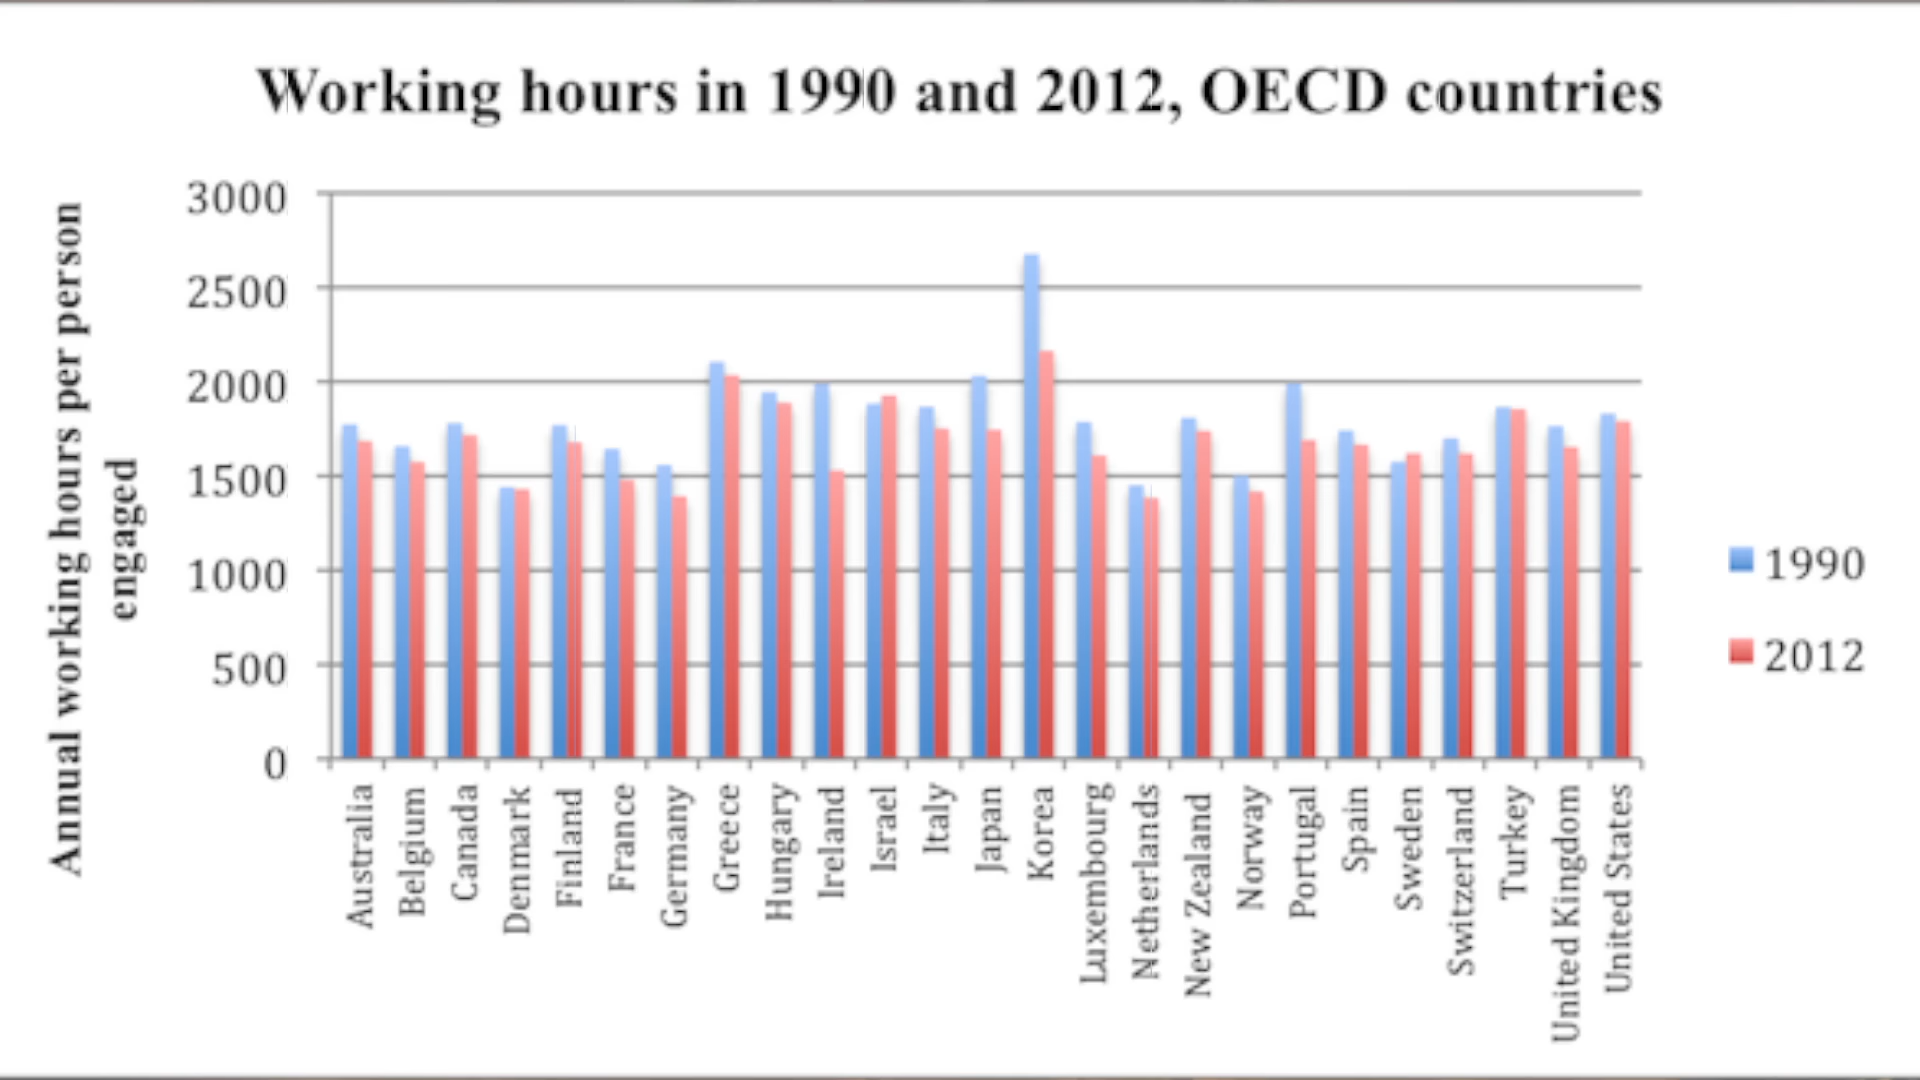 Working hours in 1990 and 2012, OECD countries
Annual working hours per person
engaged
3000
2500
2000
1500
1000
500
0
1990
2012
Australia
Belgium
Canada
Denmark
Finland
France
Germany
Greece
Hungary
Ireland
Israel
Italy
Japan
Korea
Luxembourg
Netherlands
New Zealand
Norway
Portugal
Spain
Sweden
Switzerland
Turkey
United Kingdom
United States